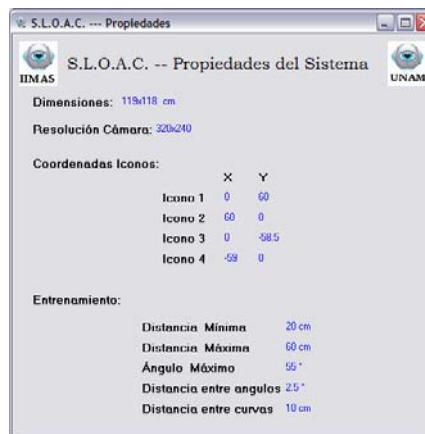 S.L.O.A.C. --- Propiedades
IIMAS
S.L.O.A.C. -- Propiedades del Sistema
UNAM
Dimensiones: 119x118 cm
Resolución Cámara: 320x240
Coordenadas Iconos:
X Y
Icono 1 0 60
Icono 2 60 0
Icono 3 0 -58.5
Icono 4 -59 0
Entrenamiento:
Distancia Mínima 20 cm
Distancia Máxima 60 cm
Ángulo Máximo 55 °
Distancia entre angulos 2.5 °
Distancia entre curvas 10 cm